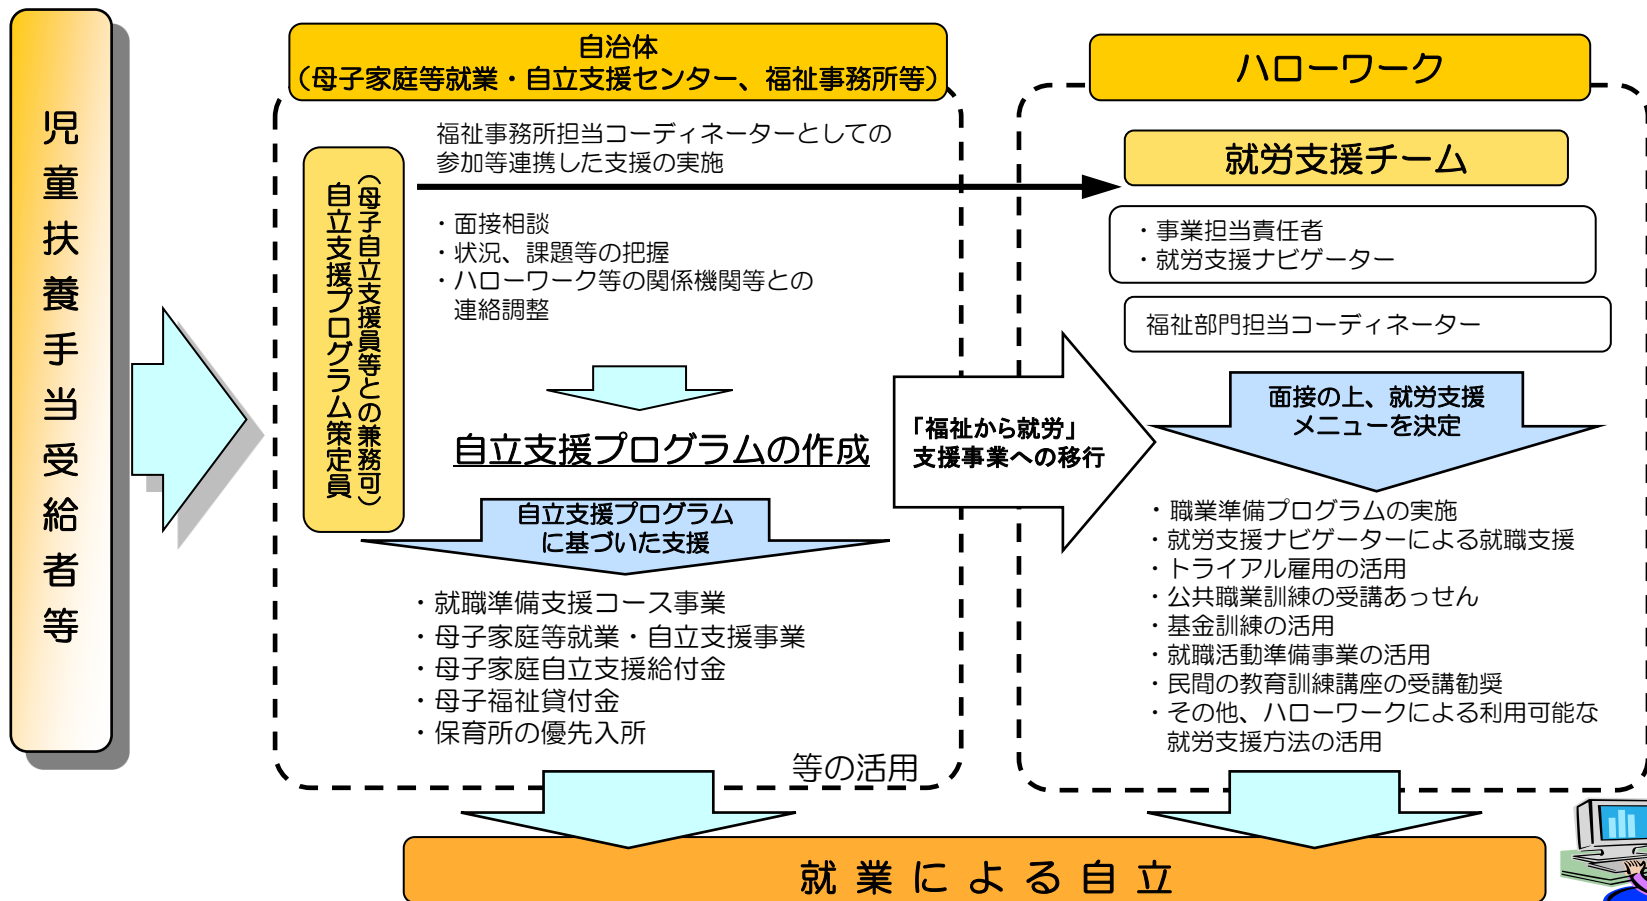 児童扶養手当受給者等
自治体
（母子家庭等就業・自立支援センター、福祉事務所等）
福祉事務所担当コーディネーターとしての
参加等連携した支援の実施
自立支援プログラム策定員
（母子自立支援員等との兼務可）
・面接相談
・状況、課題等の把握
・ハローワーク等の関係機関等との
連絡調整
自立支援プログラムの作成
自立支援プログラム
に基づいた支援
・就職準備支援コース事業
・母子家庭等就業・自立支援事業
・母子家庭自立支援給付金
・母子福祉貸付金
・保育所の優先入所
等の活用
「福祉から就労」
支援事業への移行
ハローワーク
就労支援チーム
・事業担当責任者
・就労支援ナビゲーター
福祉部門担当コーディネーター
面接の上、就労支援
メニューを決定
・職業準備プログラムの実施
・就労支援ナビゲーターによる就職支援
・トライアル雇用の活用
・公共職業訓練の受講あっせん
・基金訓練の活用
・就職活動準備事業の活用
・民間の教育訓練講座の受講勧奨
・その他、ハローワークによる利用可能な
就労支援方法の活用
就業による自立